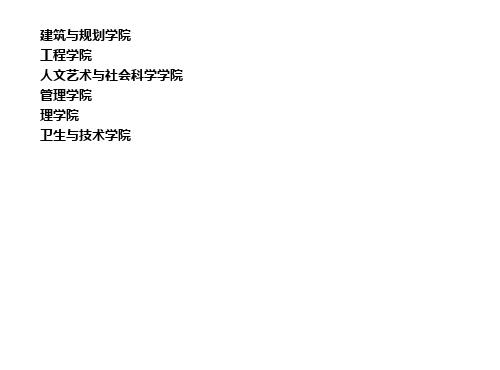 建筑与规划学院
工程学院
人文艺术与社会科学学院
管理学院
理学院
卫生与技术学院